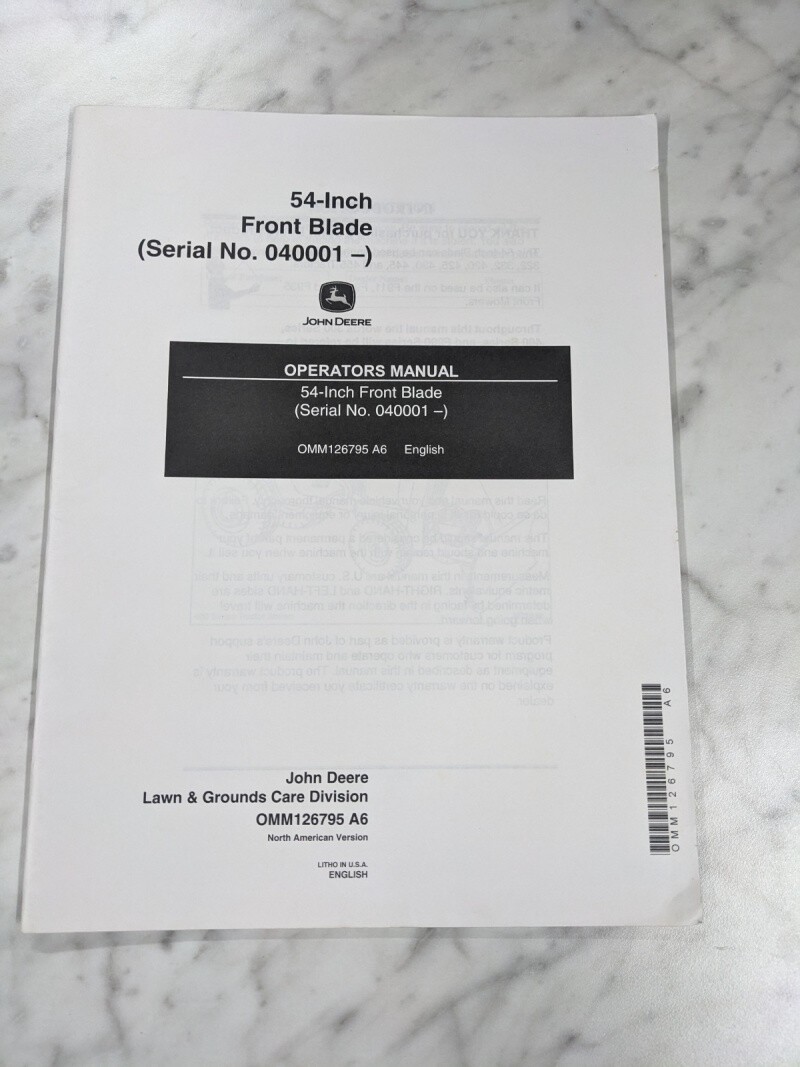 54-Inch
Front Blade
(Serial No. 040001 –)
JOHN DEERE
OPERATORS MANUAL
54-Inch Front Blade
(Serial No. 040001 –)
OMM126795 A6 English
John Deere
Lawn & Grounds Care Division
OMM126795 A6
North American Version
LITHO IN U.S.A.
ENGLISH
OMM126795 A6